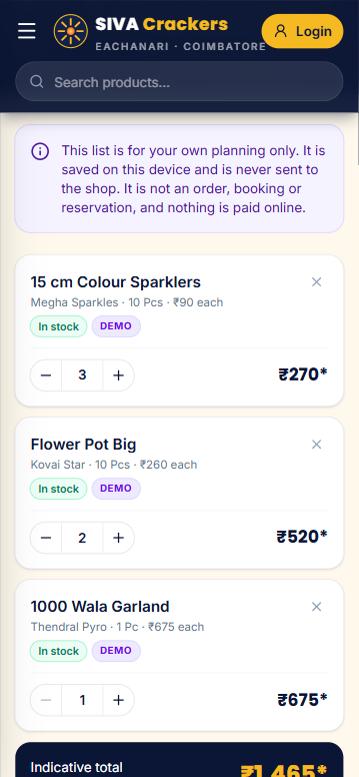 SIVA Crackers
EACHANARI · COIMBATORE
Login
Search products...
This list is for your own planning only. It is
saved on this device and is never sent to
the shop. It is not an order, booking or
reservation, and nothing is paid online.
15 cm Colour Sparklers
Megha Sparkles · 10 Pcs · ₹90 each
In stock DEMO
− 3 + ₹270*
Flower Pot Big
Kovai Star · 10 Pcs · ₹260 each
In stock DEMO
− 2 + ₹520*
1000 Wala Garland
Thendral Pyro · 1 Pc · ₹675 each
In stock DEMO
− 1 + ₹675*
Indicative total ₹1,465*